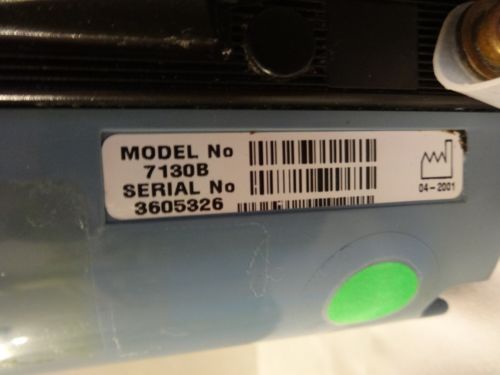 MODEL No
7130B
SERIAL No
3605326
04-2001